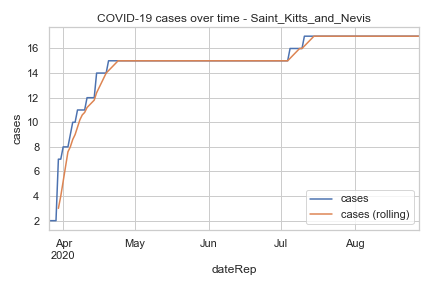 COVID-19 cases over time - Saint_Kitts_and_Nevis
16
14
12
10
8
6
4
2
cases
cases
cases (rolling)
Apr May Jun Jul Aug
2020
dateRep